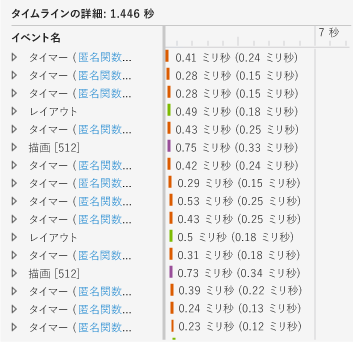 タイムラインの詳細: 1.446 秒
イベント名
7 秒
タイマー ( 匿名関数... 0.41 ミリ秒 (0.24 ミリ秒)
タイマー ( 匿名関数... 0.28 ミリ秒 (0.15 ミリ秒)
タイマー ( 匿名関数... 0.28 ミリ秒 (0.15 ミリ秒)
レイアウト 0.49 ミリ秒 (0.18 ミリ秒)
タイマー ( 匿名関数... 0.43 ミリ秒 (0.25 ミリ秒)
描画 [512] 0.75 ミリ秒 (0.33 ミリ秒)
タイマー ( 匿名関数... 0.42 ミリ秒 (0.24 ミリ秒)
タイマー ( 匿名関数... 0.29 ミリ秒 (0.15 ミリ秒)
タイマー ( 匿名関数... 0.53 ミリ秒 (0.25 ミリ秒)
タイマー ( 匿名関数... 0.43 ミリ秒 (0.25 ミリ秒)
レイアウト 0.5 ミリ秒 (0.18 ミリ秒)
タイマー ( 匿名関数... 0.31 ミリ秒 (0.18 ミリ秒)
描画 [512] 0.73 ミリ秒 (0.34 ミリ秒)
タイマー ( 匿名関数... 0.39 ミリ秒 (0.22 ミリ秒)
タイマー ( 匿名関数... 0.24 ミリ秒 (0.13 ミリ秒)
タイマー ( 匿名関数... 0.23 ミリ秒 (0.12 ミリ秒)